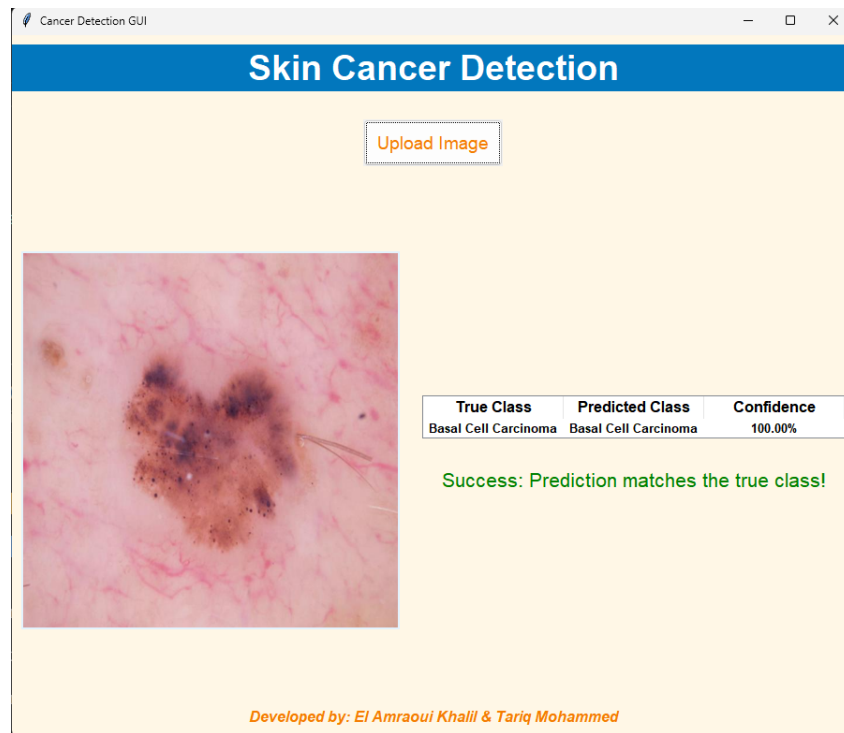 Cancer Detection GUI
Skin Cancer Detection
Upload Image
True Class Predicted Class Confidence
Basal Cell Carcinoma Basal Cell Carcinoma 100.00%
Success: Prediction matches the true class!
Developed by: El Amraoui Khalil & Tariq Mohammed